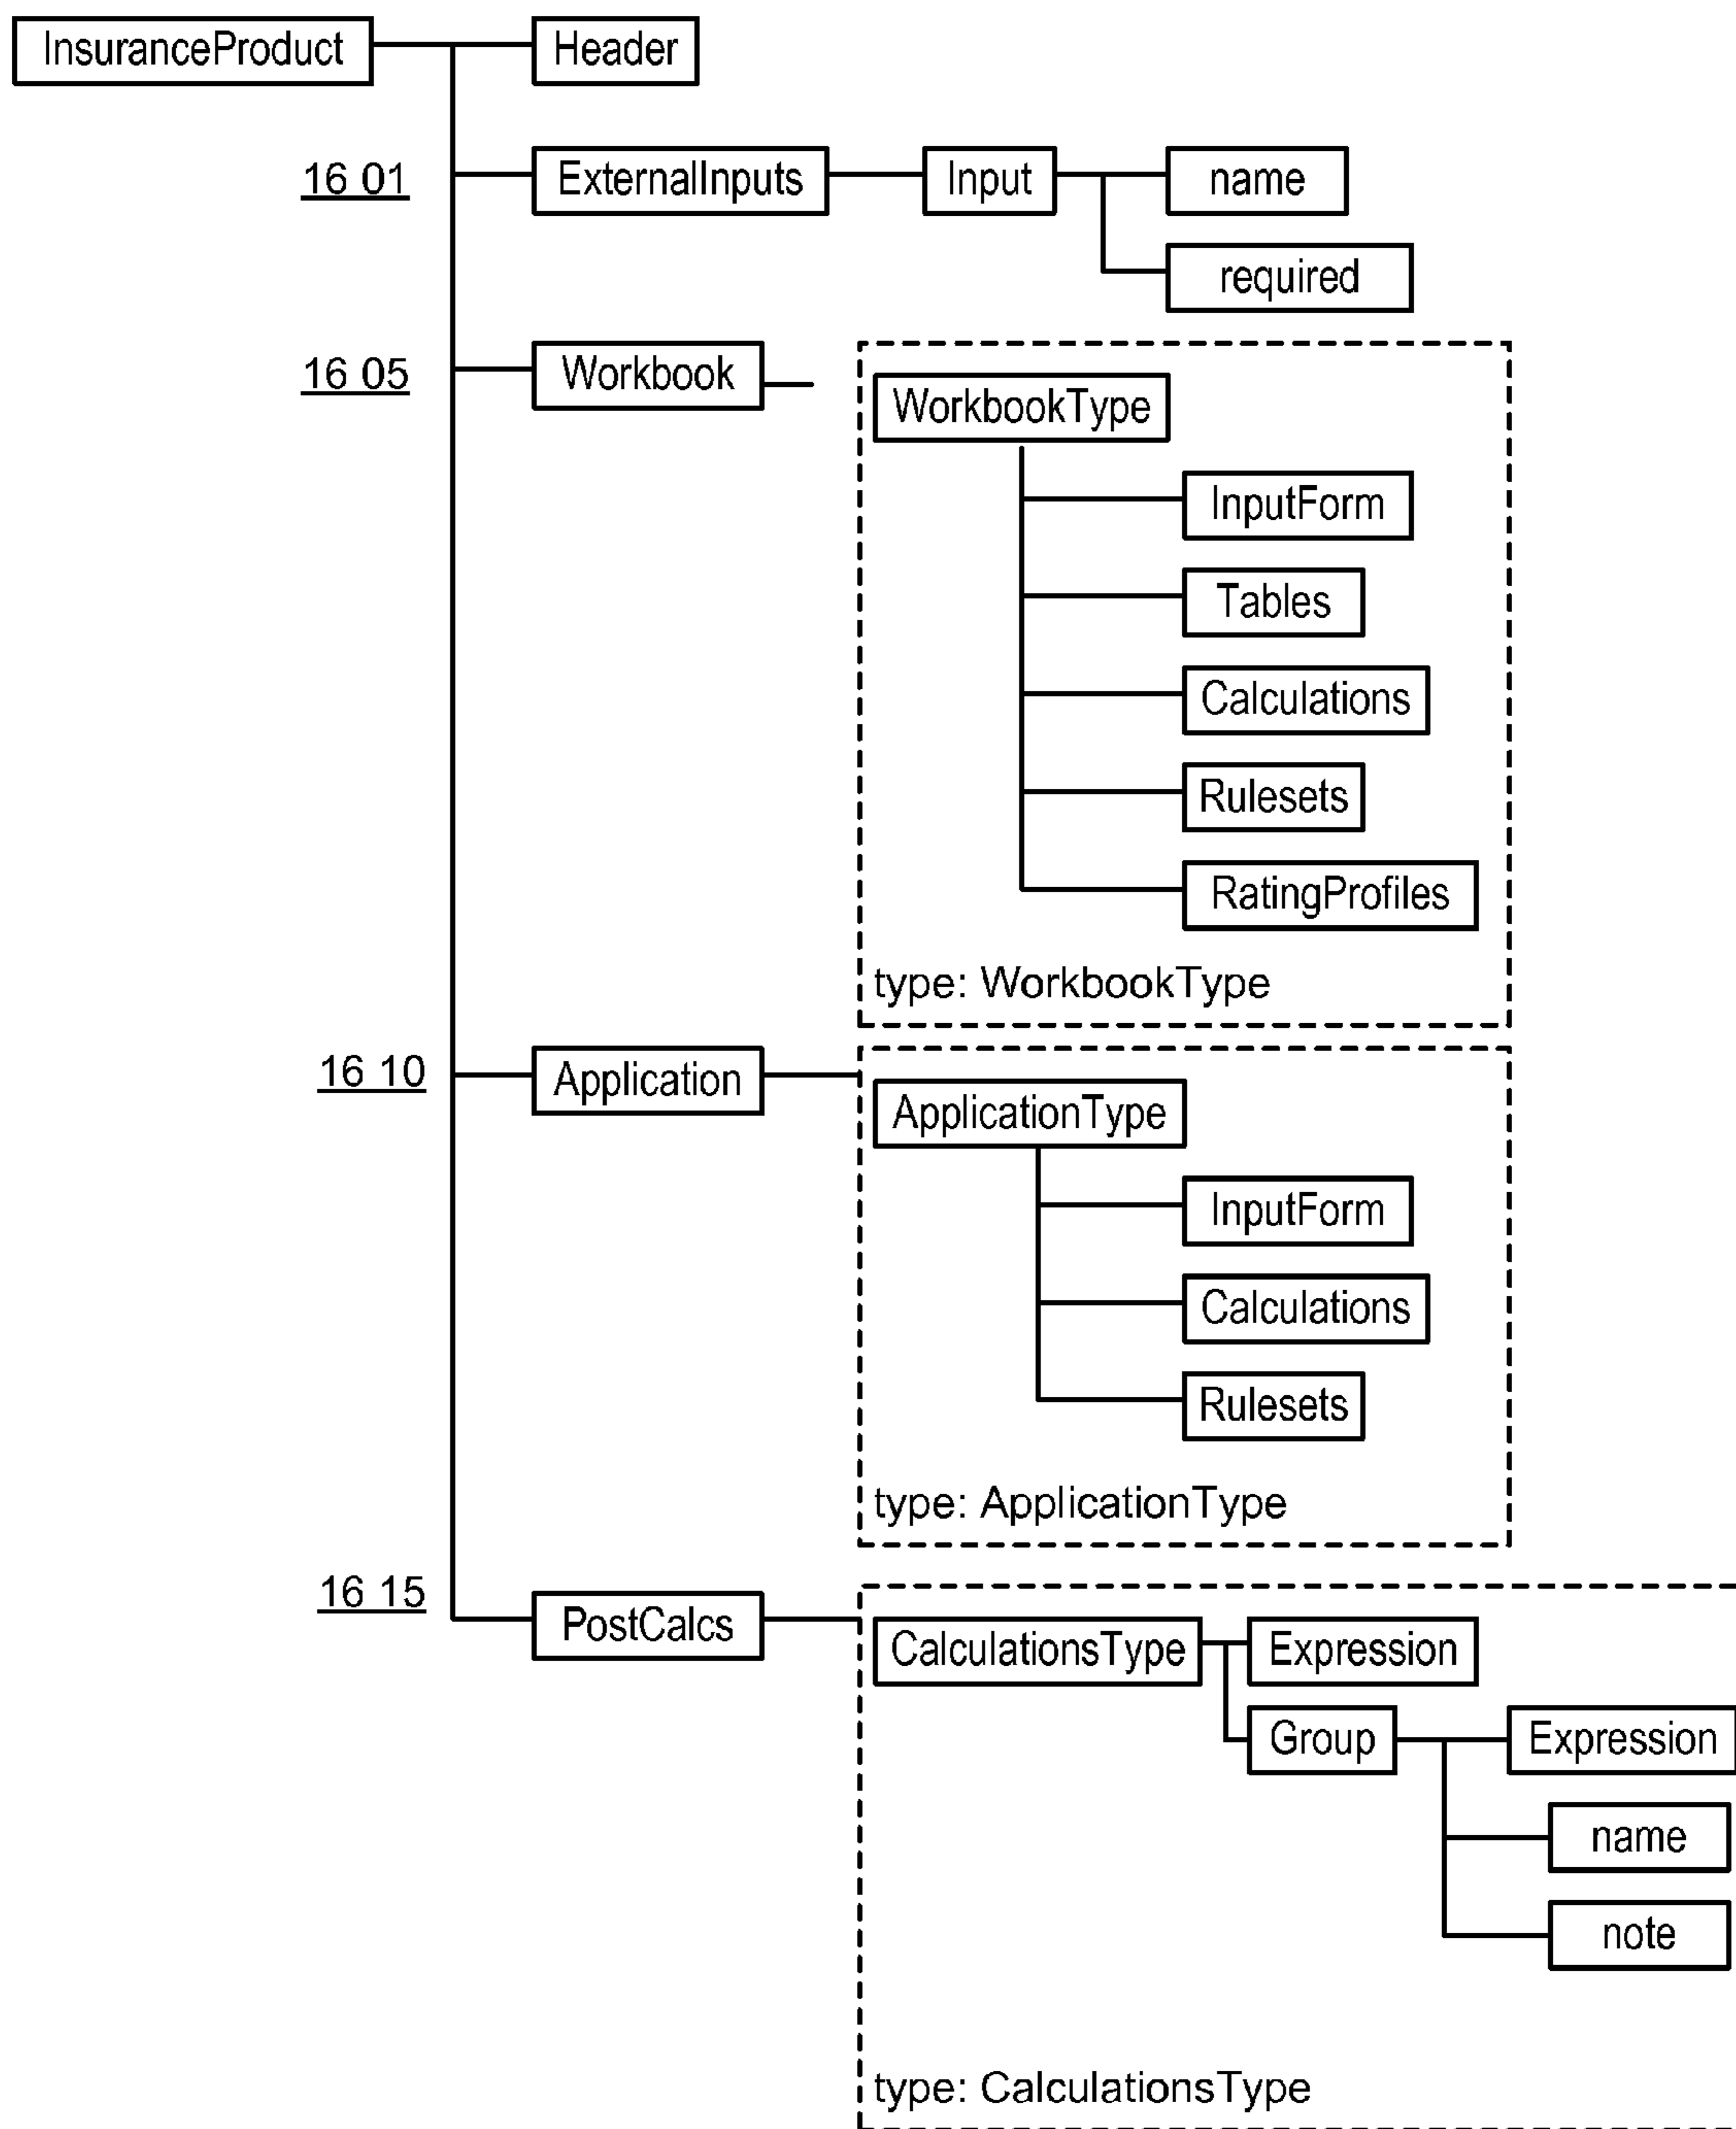 InsuranceProduct
Header
16 01
ExternalInputs
Input
name
required
16 05
Workbook
WorkbookType
InputForm
Tables
Calculations
Rulesets
RatingProfiles
type: WorkbookType
16 10
Application
ApplicationType
InputForm
Calculations
Rulesets
type: ApplicationType
16 15
PostCalcs
CalculationsType
Expression
Group
Expression
name
note
type: CalculationsType